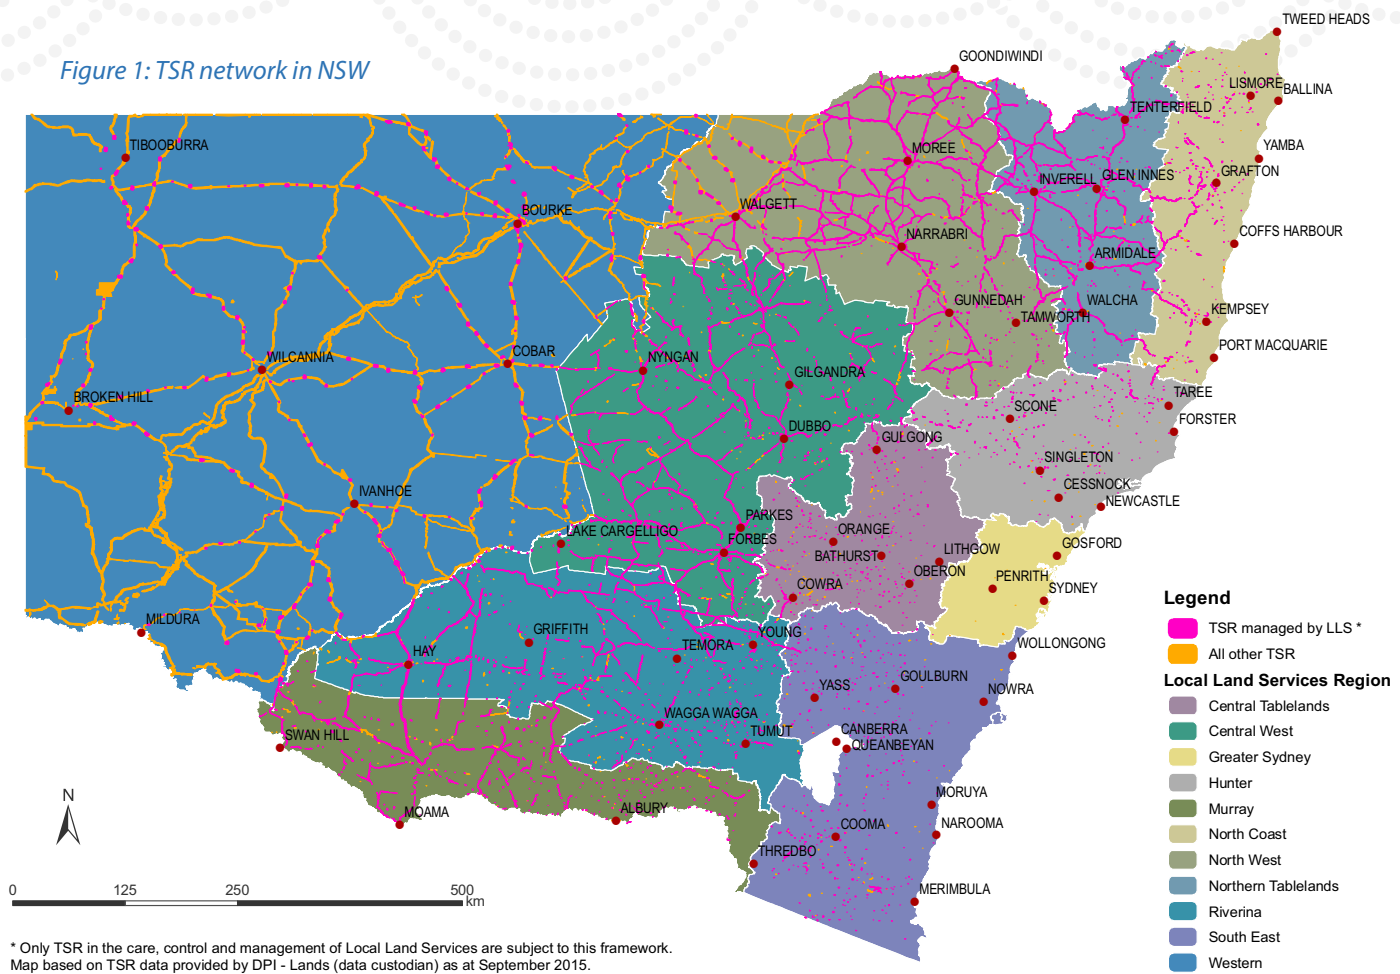 Figure 1: TSR network in NSW
TWEED HEADS
GOONDIWINDI
LISMORE
BALLINA
TENTERFIELD
TIBOOBURRA
YAMBA
MOREE
GRAFTON
INVERELL
GLEN INNES
WALGETT
BOURKE
NARRABRI
COFFS HARBOUR
ARMIDALE
GUNNEDAH
WALCHA
TAMWORTH
KEMPSEY
PORT MACQUARIE
WILCANNIA
COBAR
NYNGAN
GILGANDRA
BROKEN HILL
TAREE
SCONE
FORSTER
DUBBO
GULGONG
SINGLETON
CESSNOCK
IVANHOE
NEWCASTLE
PARKES
LAKE CARGELLIGO
ORANGE
FORBES
GOSFORD
BATHURST
LITHGOW
OBERON
PENRITH
COWRA
SYDNEY
MILDURA
GRIFFITH
YOUNG
TEMORA
HAY
WOLLONGONG
GOULBURN
YASS
NOWRA
WAGGA WAGGA
SWAN HILL
TUMUT
CANBERRA
QUEANBEYAN
MORUYA
ALBURY
MOAMA
COOMA
NAROOMA
THREDBO
MERIMBULA
Legend
TSR managed by LLS *
All other TSR
Local Land Services Region
Central Tablelands
Central West
Greater Sydney
Hunter
Murray
North Coast
North West
Northern Tablelands
Riverina
South East
Western
N
0 125 250 500
km
* Only TSR in the care, control and management of Local Land Services are subject to this framework.
Map based on TSR data provided by DPI - Lands (data custodian) as at September 2015.